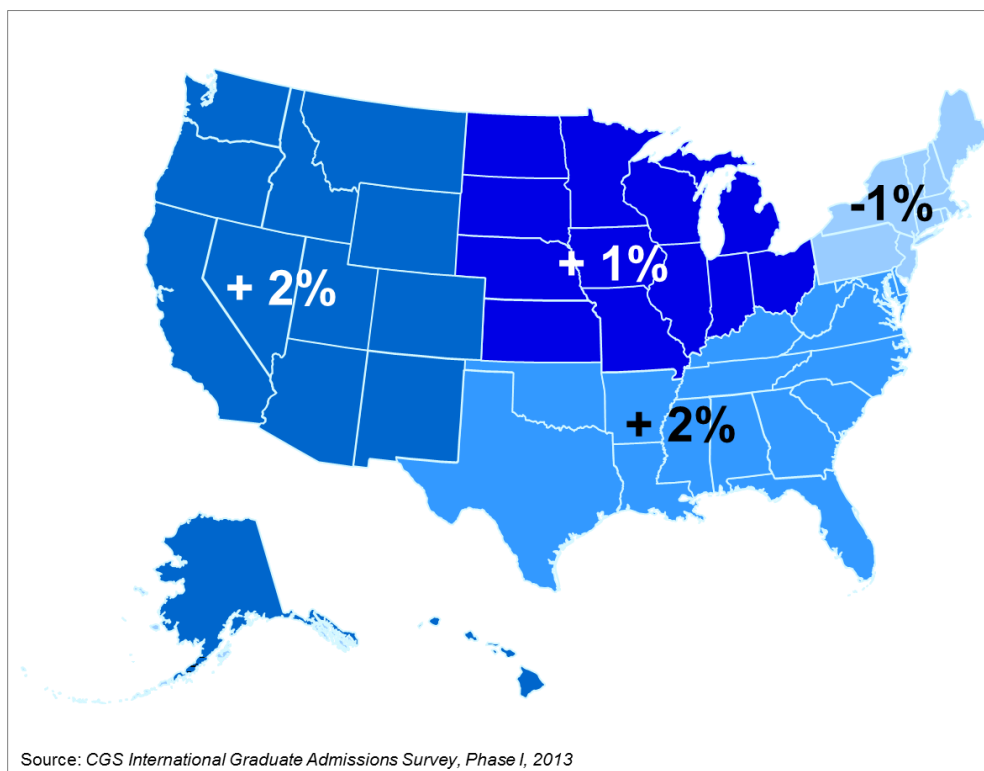 -1%
+ 1%
+ 2%
+ 2%
Source: CGS International Graduate Admissions Survey, Phase I, 2013